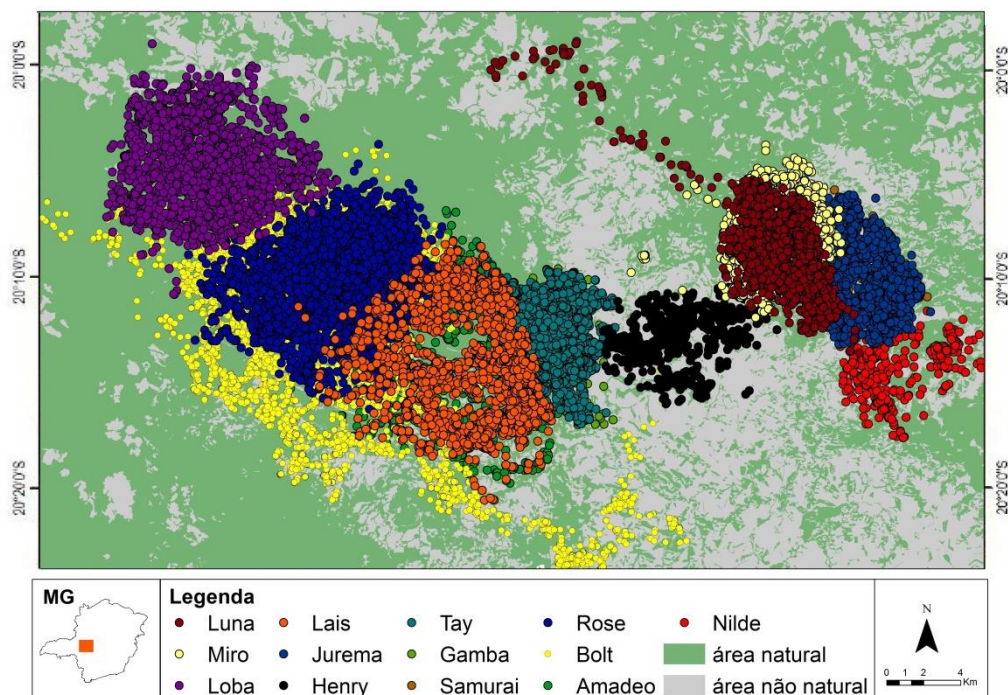 20°0'0"S
20°0'0"S
20°10'0"S
20°10'0"S
20°20'0"S
20°20'0"S
MG
Legenda
Luna
Lais
Tay
Rose
Nilde
Miro
Jurema
Gamba
Bolt
área natural
Loba
Henry
Samurai
Amadeo
área não natural
N
0 1 2 4
Km